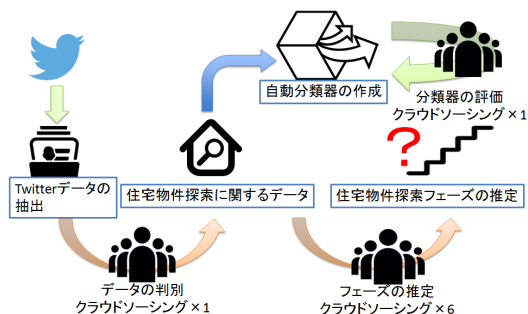 自動分類器の作成
分類器の評価
クラウドソーシング×1
?
Twitterデータの
抽出
住宅物件探索に関するデータ
住宅物件探索フェーズの推定
データの判別
クラウドソーシング×1
フェーズの推定
クラウドソーシング×6